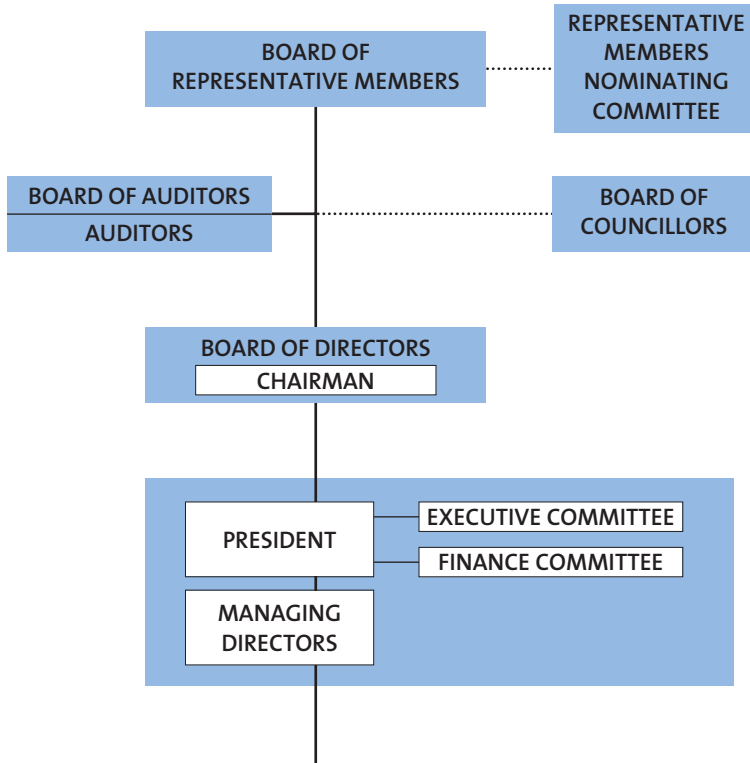 BOARD OF
REPRESENTATIVE MEMBERS
REPRESENTATIVE
MEMBERS
NOMINATING
COMMITTEE
BOARD OF AUDITORS
AUDITORS
BOARD OF
COUNCILLORS
BOARD OF DIRECTORS
CHAIRMAN
PRESIDENT
EXECUTIVE COMMITTEE
FINANCE COMMITTEE
MANAGING
DIRECTORS